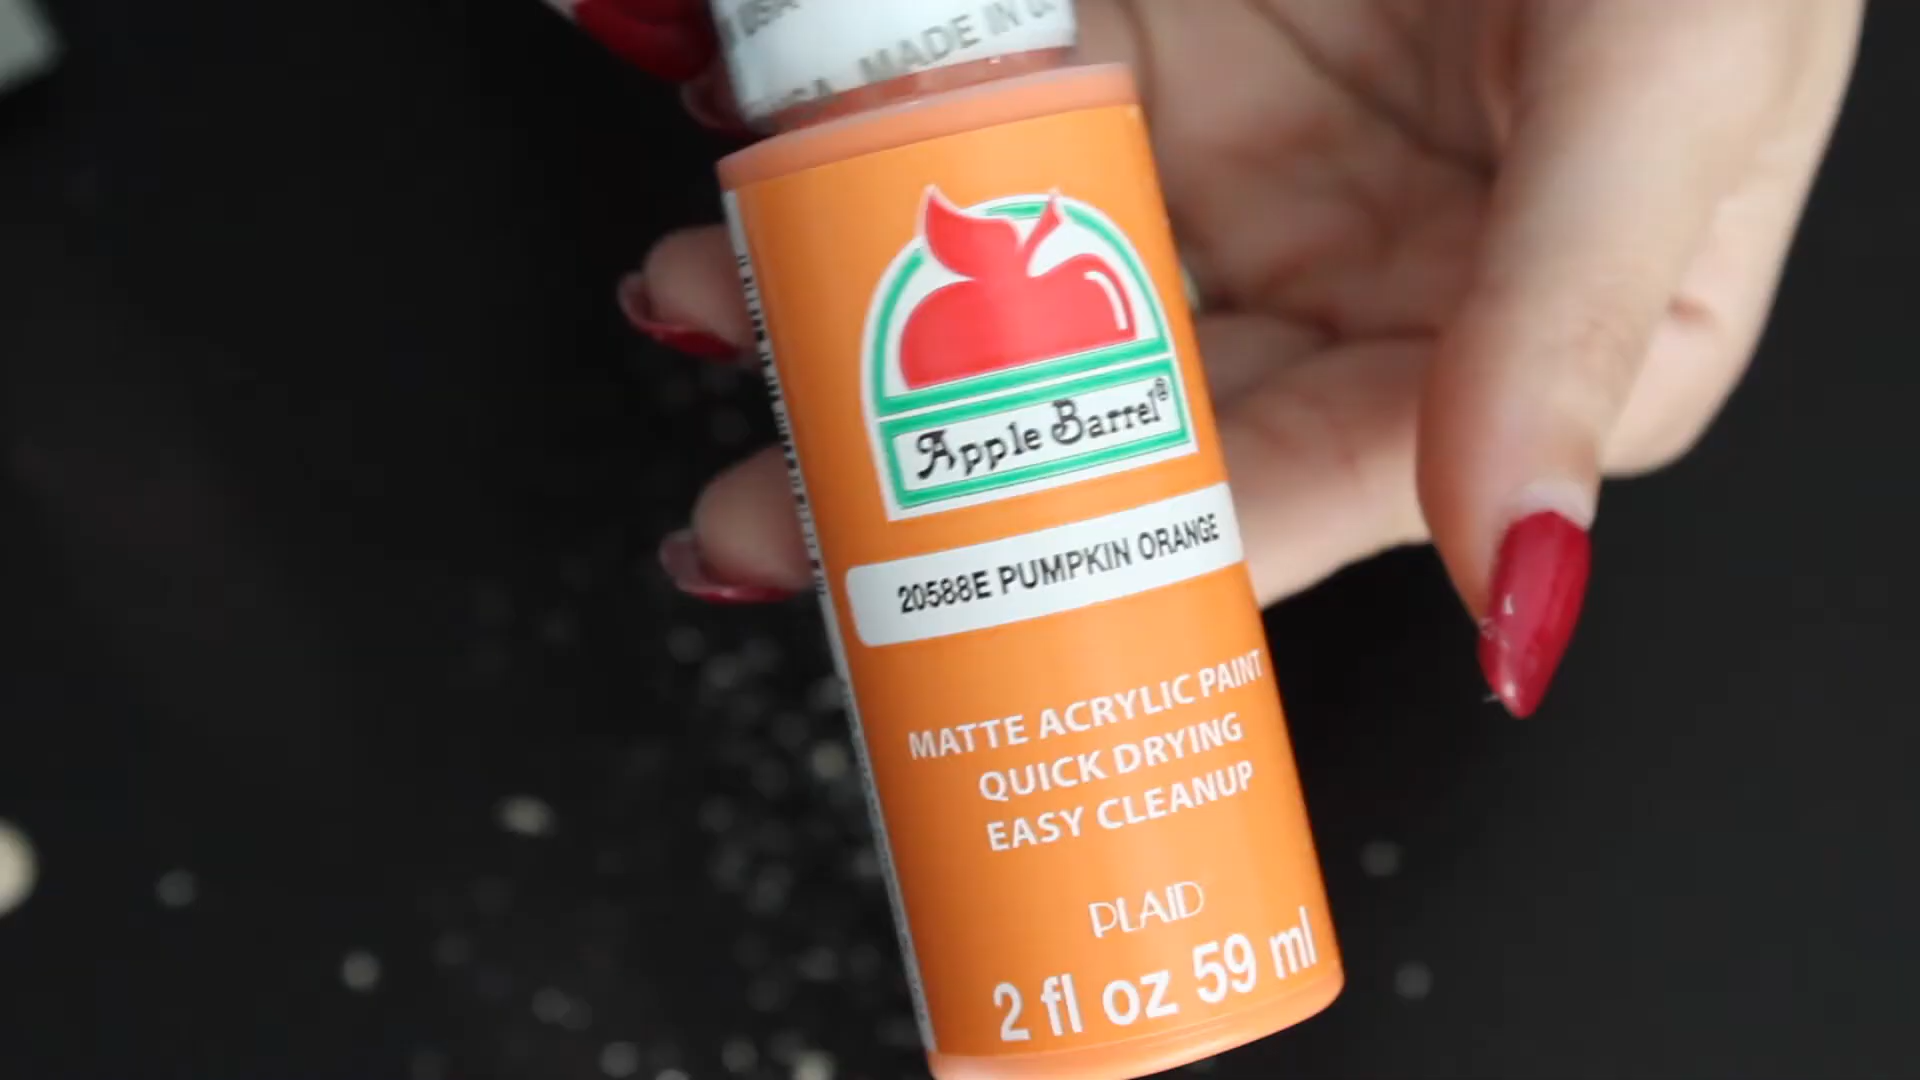 USA
MADE IN
Apple Barrel®
20588E PUMPKIN ORANGE
MATTE ACRYLIC PAINT
QUICK DRYING
EASY CLEANUP
PLAID
2 fl oz 59 ml